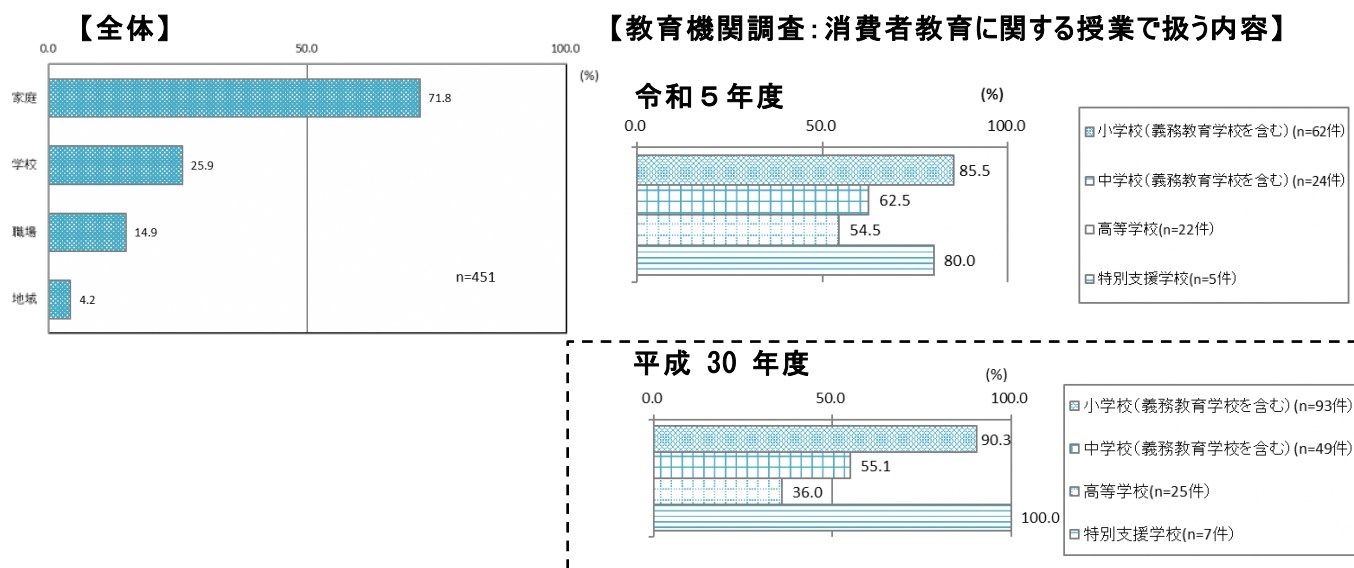 【全体】
0.0 50.0 100.0
(%)
家庭 71.8
学校 25.9
職場 14.9
地域 4.2
n=451
【教育機関調査：消費者教育に関する授業で扱う内容】
令和５年度
(%)
0.0 50.0 100.0
85.5
62.5
54.5
80.0
小学校（義務教育学校を含む）(n=62件)
中学校（義務教育学校を含む）(n=24件)
高等学校(n=22件)
特別支援学校(n=5件)
平成 30 年度
(%)
0.0 50.0 100.0
90.3
55.1
36.0
100.0
小学校（義務教育学校を含む）(n=93件)
中学校（義務教育学校を含む）(n=49件)
高等学校(n=25件)
特別支援学校(n=7件)